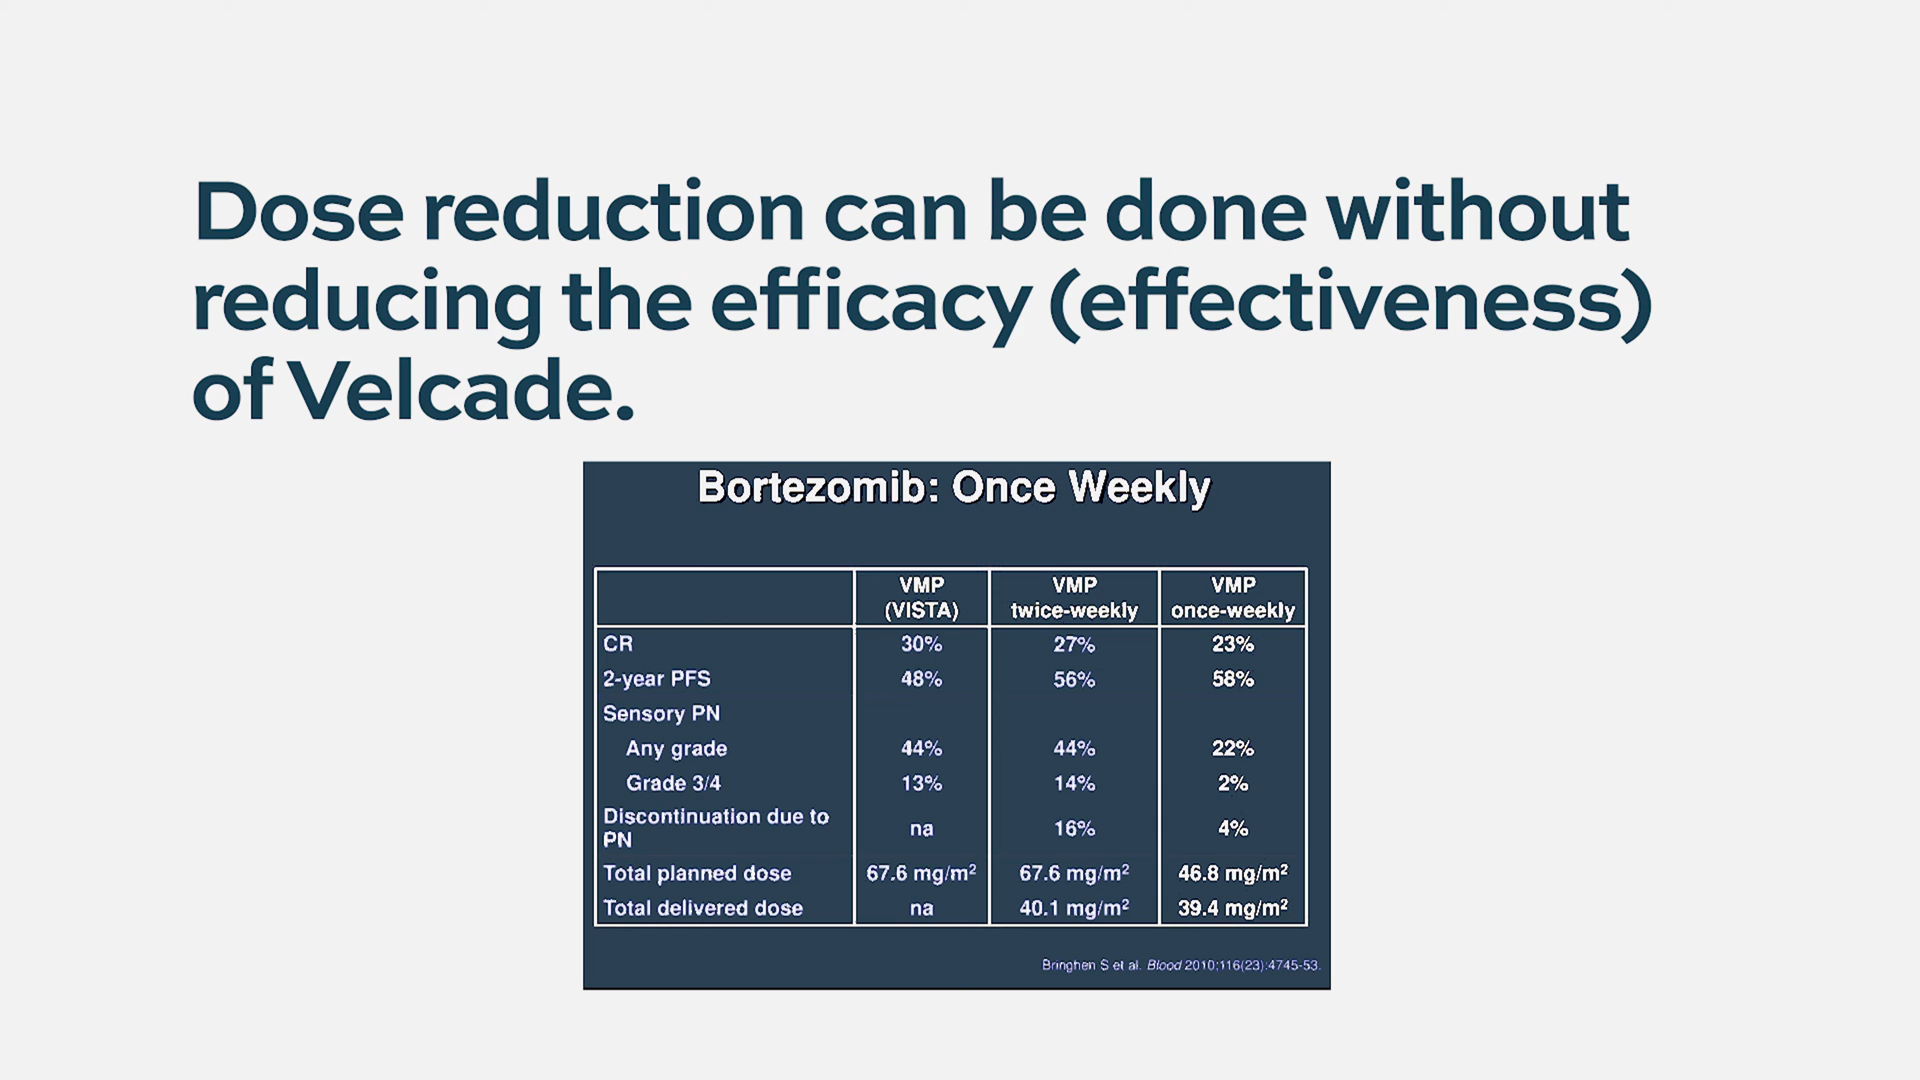 Dose reduction can be done without
reducing the efficacy (effectiveness)
of Velcade.
Bortezomib: Once Weekly
VMP (VISTA) VMP twice-weekly VMP once-weekly
CR 30% 27% 23%
2-year PFS 48% 56% 58%
Sensory PN
Any grade 44% 44% 22%
Grade 3/4 13% 14% 2%
Discontinuation due to PN na 16% 4%
Total planned dose 67.6 mg/m² 67.6 mg/m² 46.8 mg/m²
Total delivered dose na 40.1 mg/m² 39.4 mg/m²
Bringhen S et al. Blood 2010;116(23):4745-53.